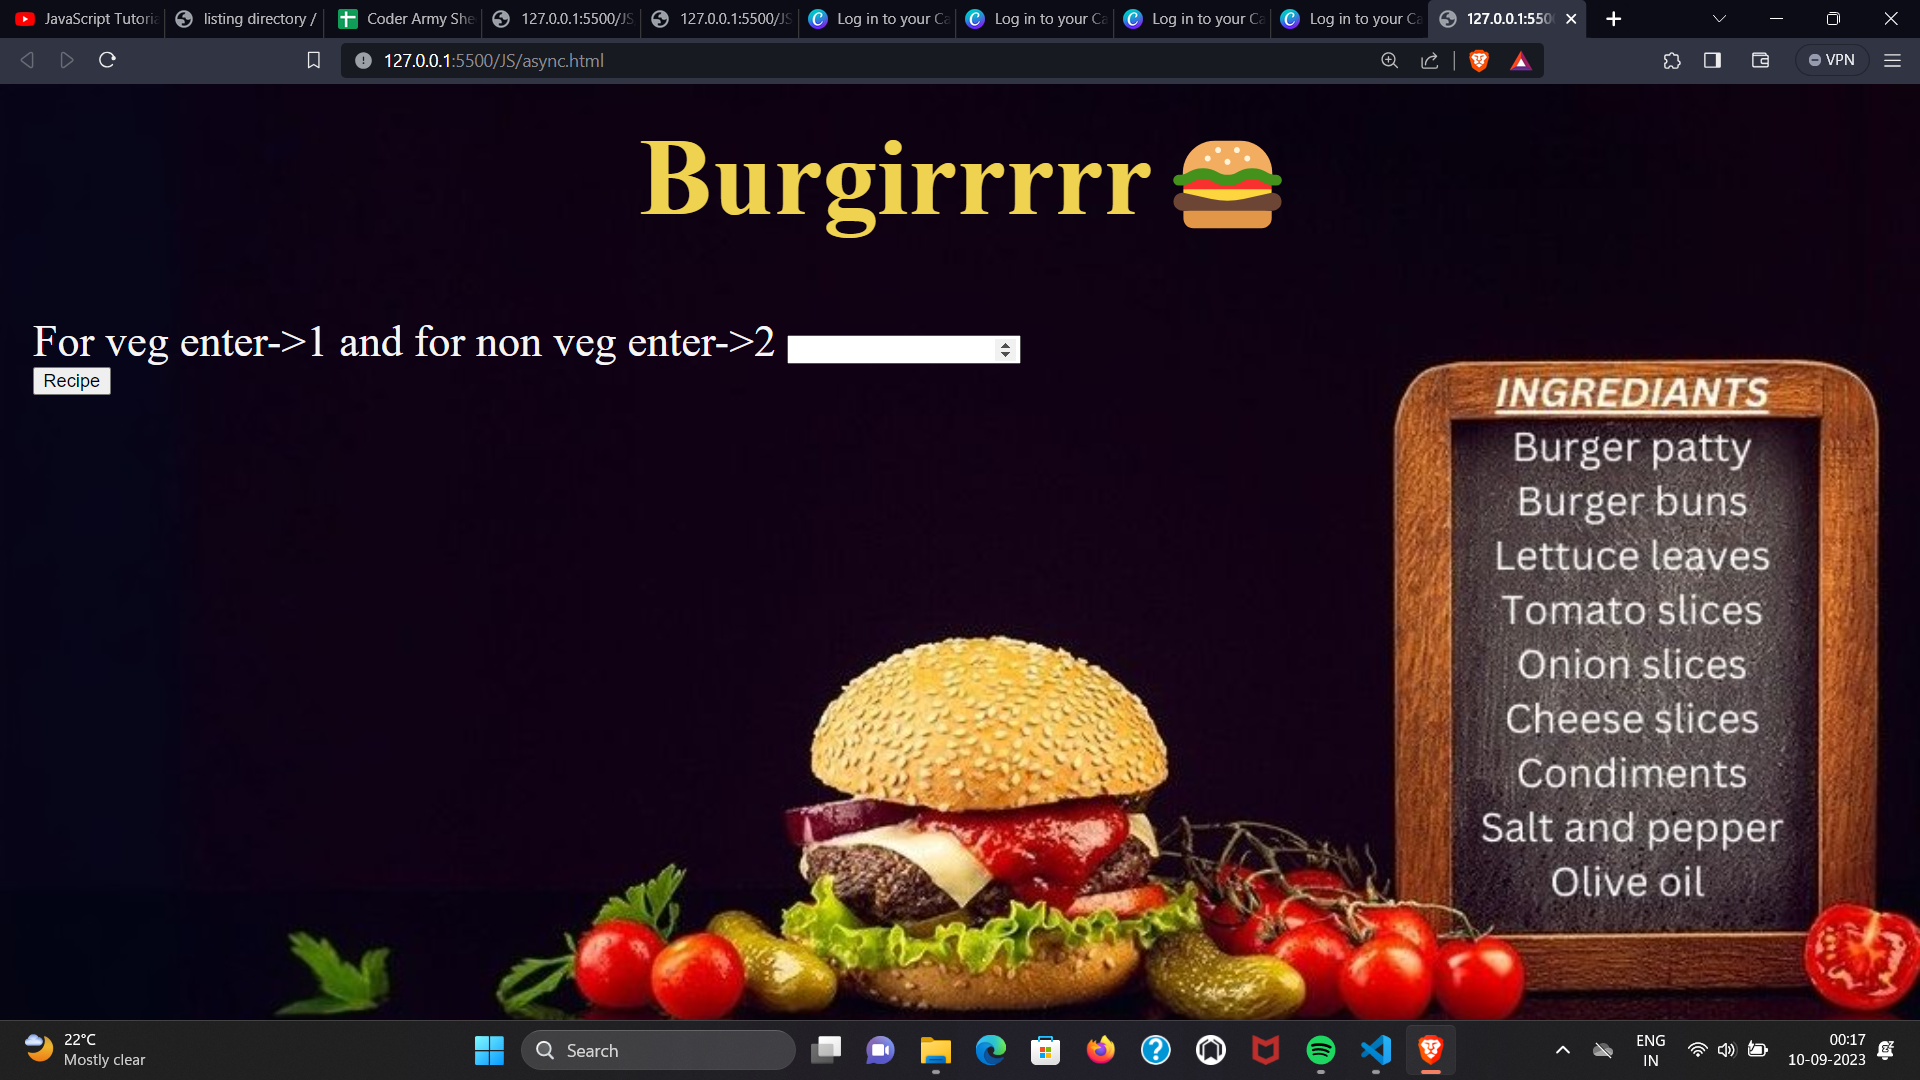 JavaScript Tutoria
listing directory /
Coder Army She
127.0.0.1:5500/JS
127.0.0.1:5500/JS
Log in to your Ca
Log in to your Ca
Log in to your Ca
Log in to your Ca
127.0.0.1:550
127.0.0.1:5500/JS/async.html
VPN
Burgirrrrr
For veg enter->1 and for non veg enter->2
Recipe
INGREDIANTS
Burger patty
Burger buns
Lettuce leaves
Tomato slices
Onion slices
Cheese slices
Condiments
Salt and pepper
Olive oil
22°C
Mostly clear
Search
ENG
IN
00:17
10-09-2023